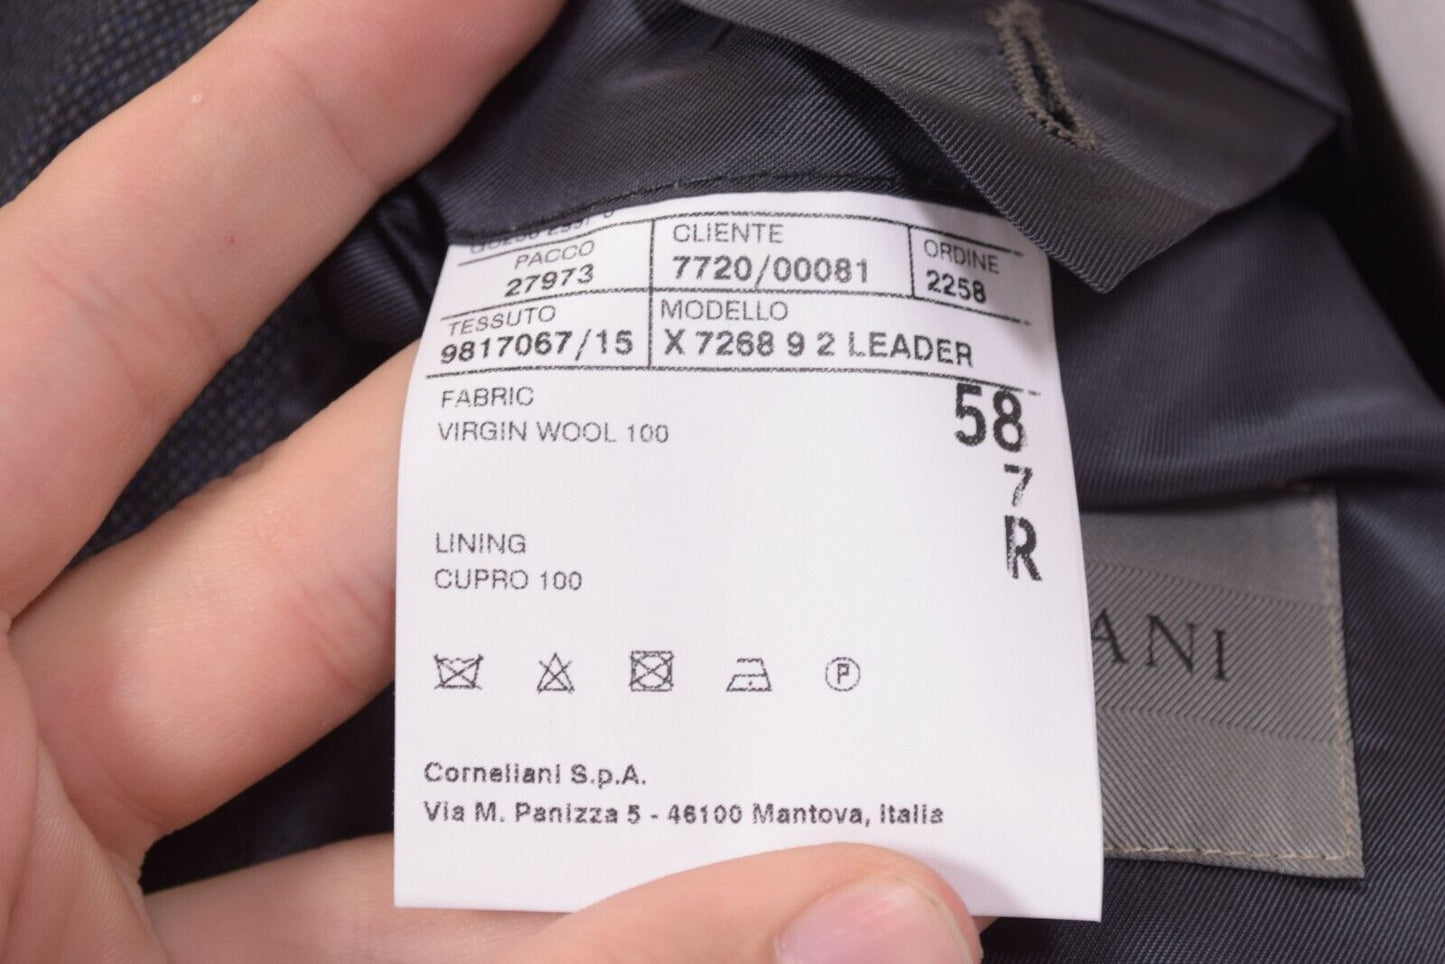 PACCO
27973
CLIENTE
7720/00081
ORDINE
2258
TESSUTO
9817067/15
MODELLO
X 7268 9 2 LEADER
FABRIC
VIRGIN WOOL 100
58
7
R
LINING
CUPRO 100
P
Corneliani S.p.A.
Via M. Panizza 5 - 46100 Mantova, Italia
ANI